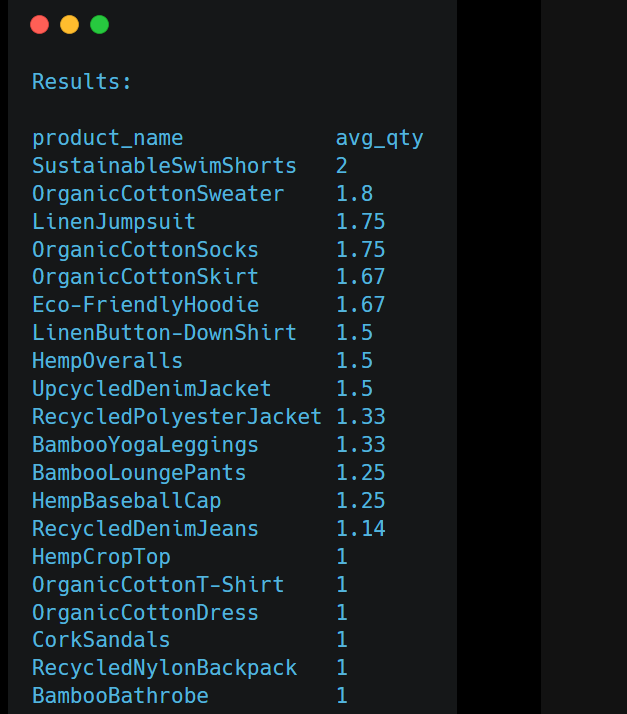 Results:
product_name avg_qty
SustainableSwimShorts 2
OrganicCottonSweater 1.8
LinenJumpsuit 1.75
OrganicCottonSocks 1.75
OrganicCottonSkirt 1.67
Eco-FriendlyHoodie 1.67
LinenButton-DownShirt 1.5
HempOveralls 1.5
UpcycledDenimJacket 1.5
RecycledPolyesterJacket 1.33
BambooYogaLeggings 1.33
BambooLoungePants 1.25
HempBaseballCap 1.25
RecycledDenimJeans 1.14
HempCropTop 1
OrganicCottonT-Shirt 1
OrganicCottonDress 1
CorkSandals 1
RecycledNylonBackpack 1
BambooBathrobe 1